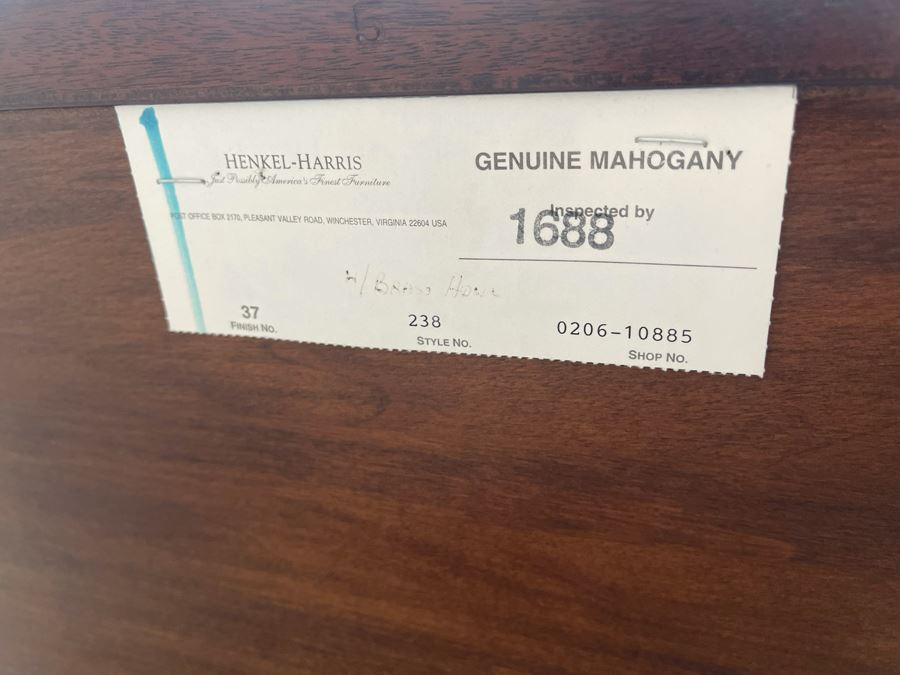 5
HENKEL-HARRIS
Just Possibly America's Finest Furniture
POST OFFICE BOX 2170, PLEASANT VALLEY ROAD, WINCHESTER, VIRGINIA 22604 USA
GENUINE MAHOGANY
Inspected by
1688
W/ BRASS
37
FINISH NO.
238
STYLE NO.
0206-10885
SHOP NO.